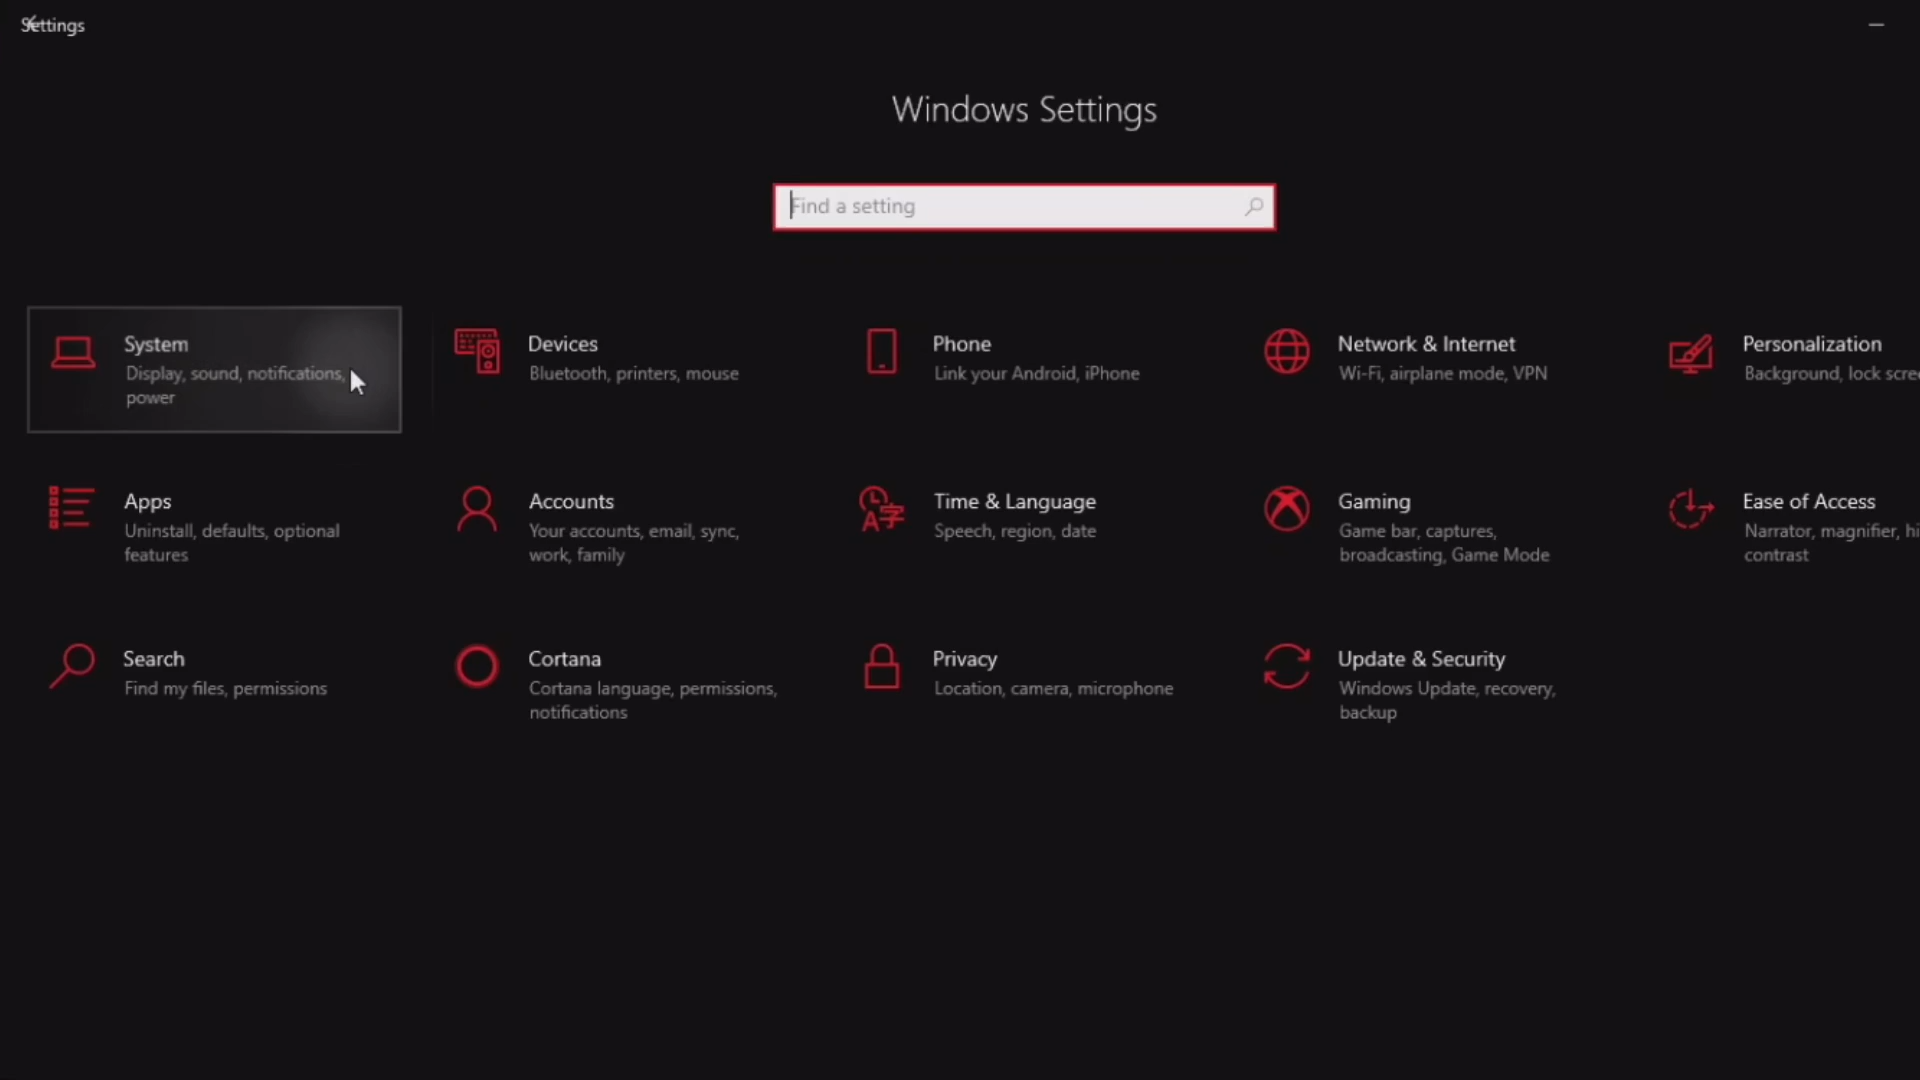 Settings
Windows Settings
Find a setting
System
Display, sound, notifications,
power
Devices
Bluetooth, printers, mouse
Phone
Link your Android, iPhone
Network & Internet
Wi-Fi, airplane mode, VPN
Personalization
Background, lock scre
Apps
Uninstall, defaults, optional
features
Accounts
Your accounts, email, sync,
work, family
Time & Language
Speech, region, date
Gaming
Game bar, captures,
broadcasting, Game Mode
Ease of Access
Narrator, magnifier, hi
contrast
Search
Find my files, permissions
Cortana
Cortana language, permissions,
notifications
Privacy
Location, camera, microphone
Update & Security
Windows Update, recovery,
backup